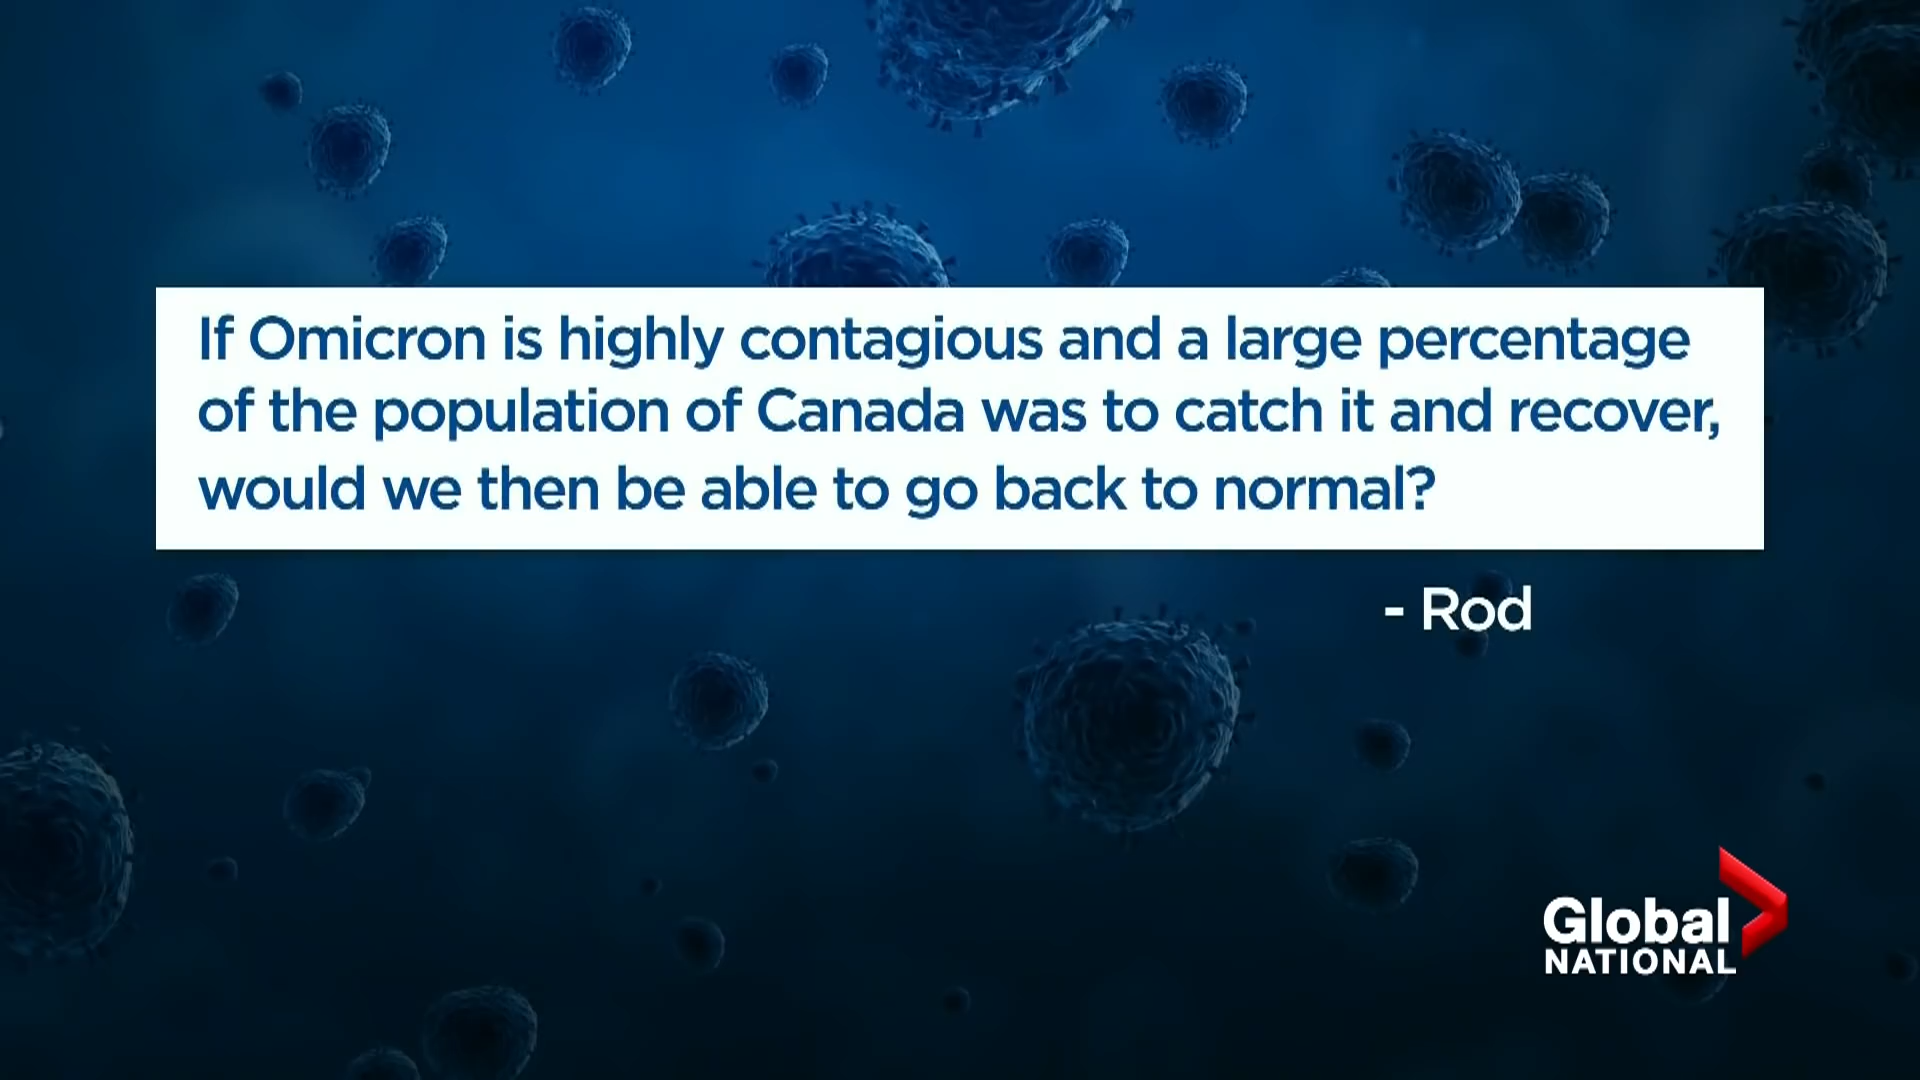 If Omicron is highly contagious and a large percentage
of the population of Canada was to catch it and recover,
would we then be able to go back to normal?
- Rod
Global
NATIONAL